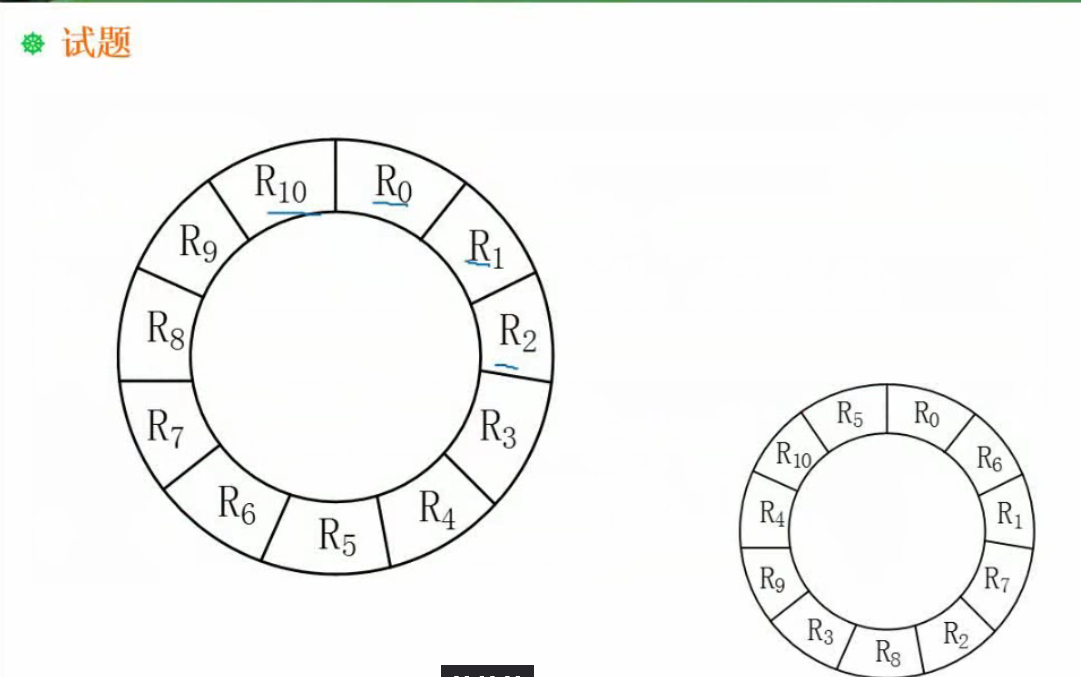 试题
R10 R0
R9 R1
R8 R2
R7 R3
R6 R5 R4
R5 R0
R10 R6
R4 R1
R9 R7
R3 R8 R2